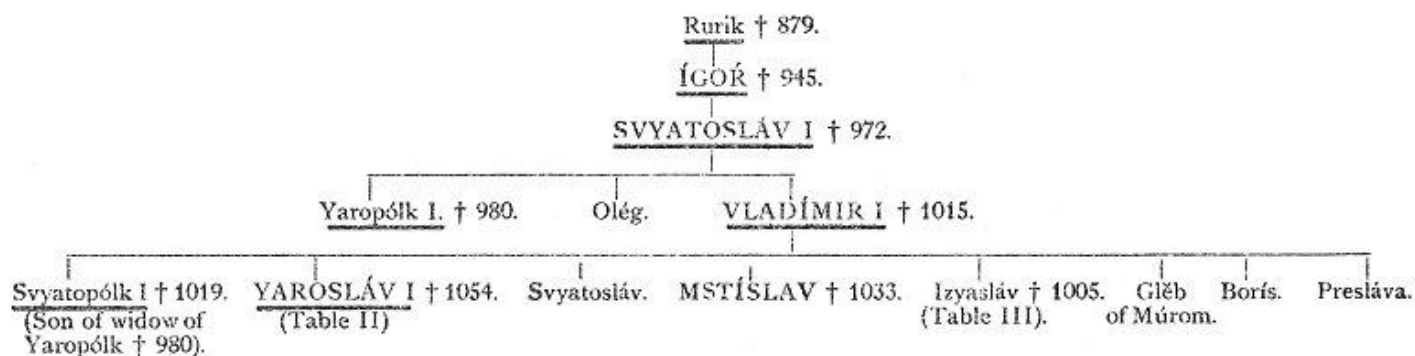 Rurik † 879.
ÍGOŔ † 945.
SVYATOSLÁV I † 972.
Yaropólk I. † 980. Olég. VLADÍMIR I † 1015.
Svyatopólk I † 1019. YAROSLÁV I † 1054. Svyatosláv. MSTÍSLAV † 1033. Izyasláv † 1005. Glěb Borís. Presláva.
(Son of widow of (Table II) (Table III). of Múrom.
Yaropólk † 980).